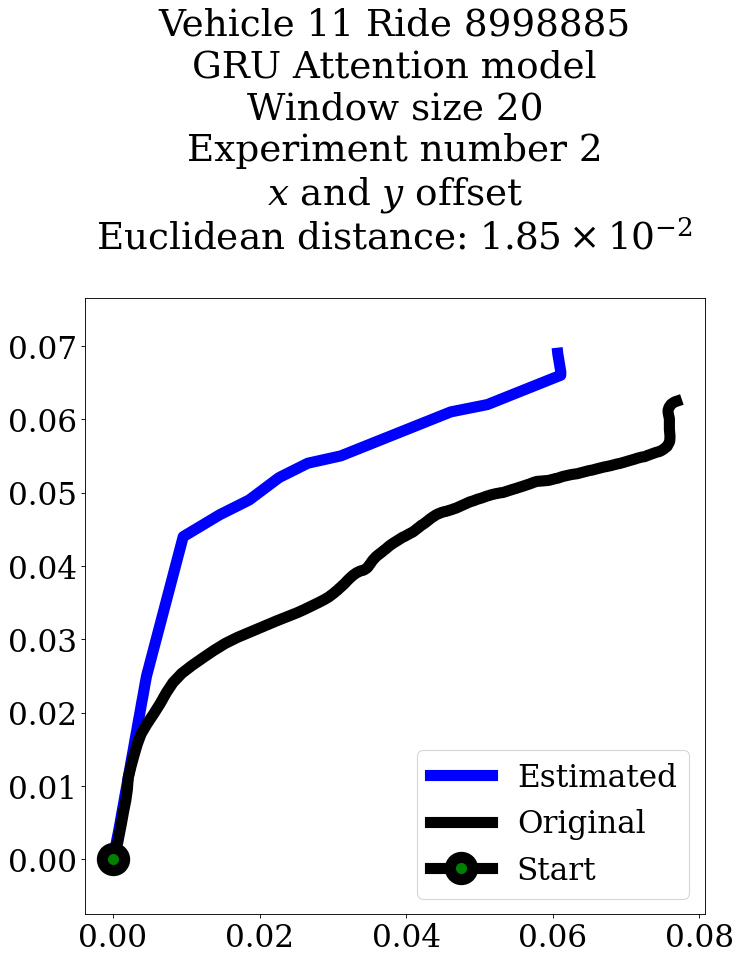 Vehicle 11 Ride 8998885
GRU Attention model
Window size 20
Experiment number 2
x and y offset
Euclidean distance: 1.85 × 10⁻²
0.07
0.06
0.05
0.04
0.03
0.02
0.01
0.00
Estimated
Original
Start
0.00 0.02 0.04 0.06 0.08